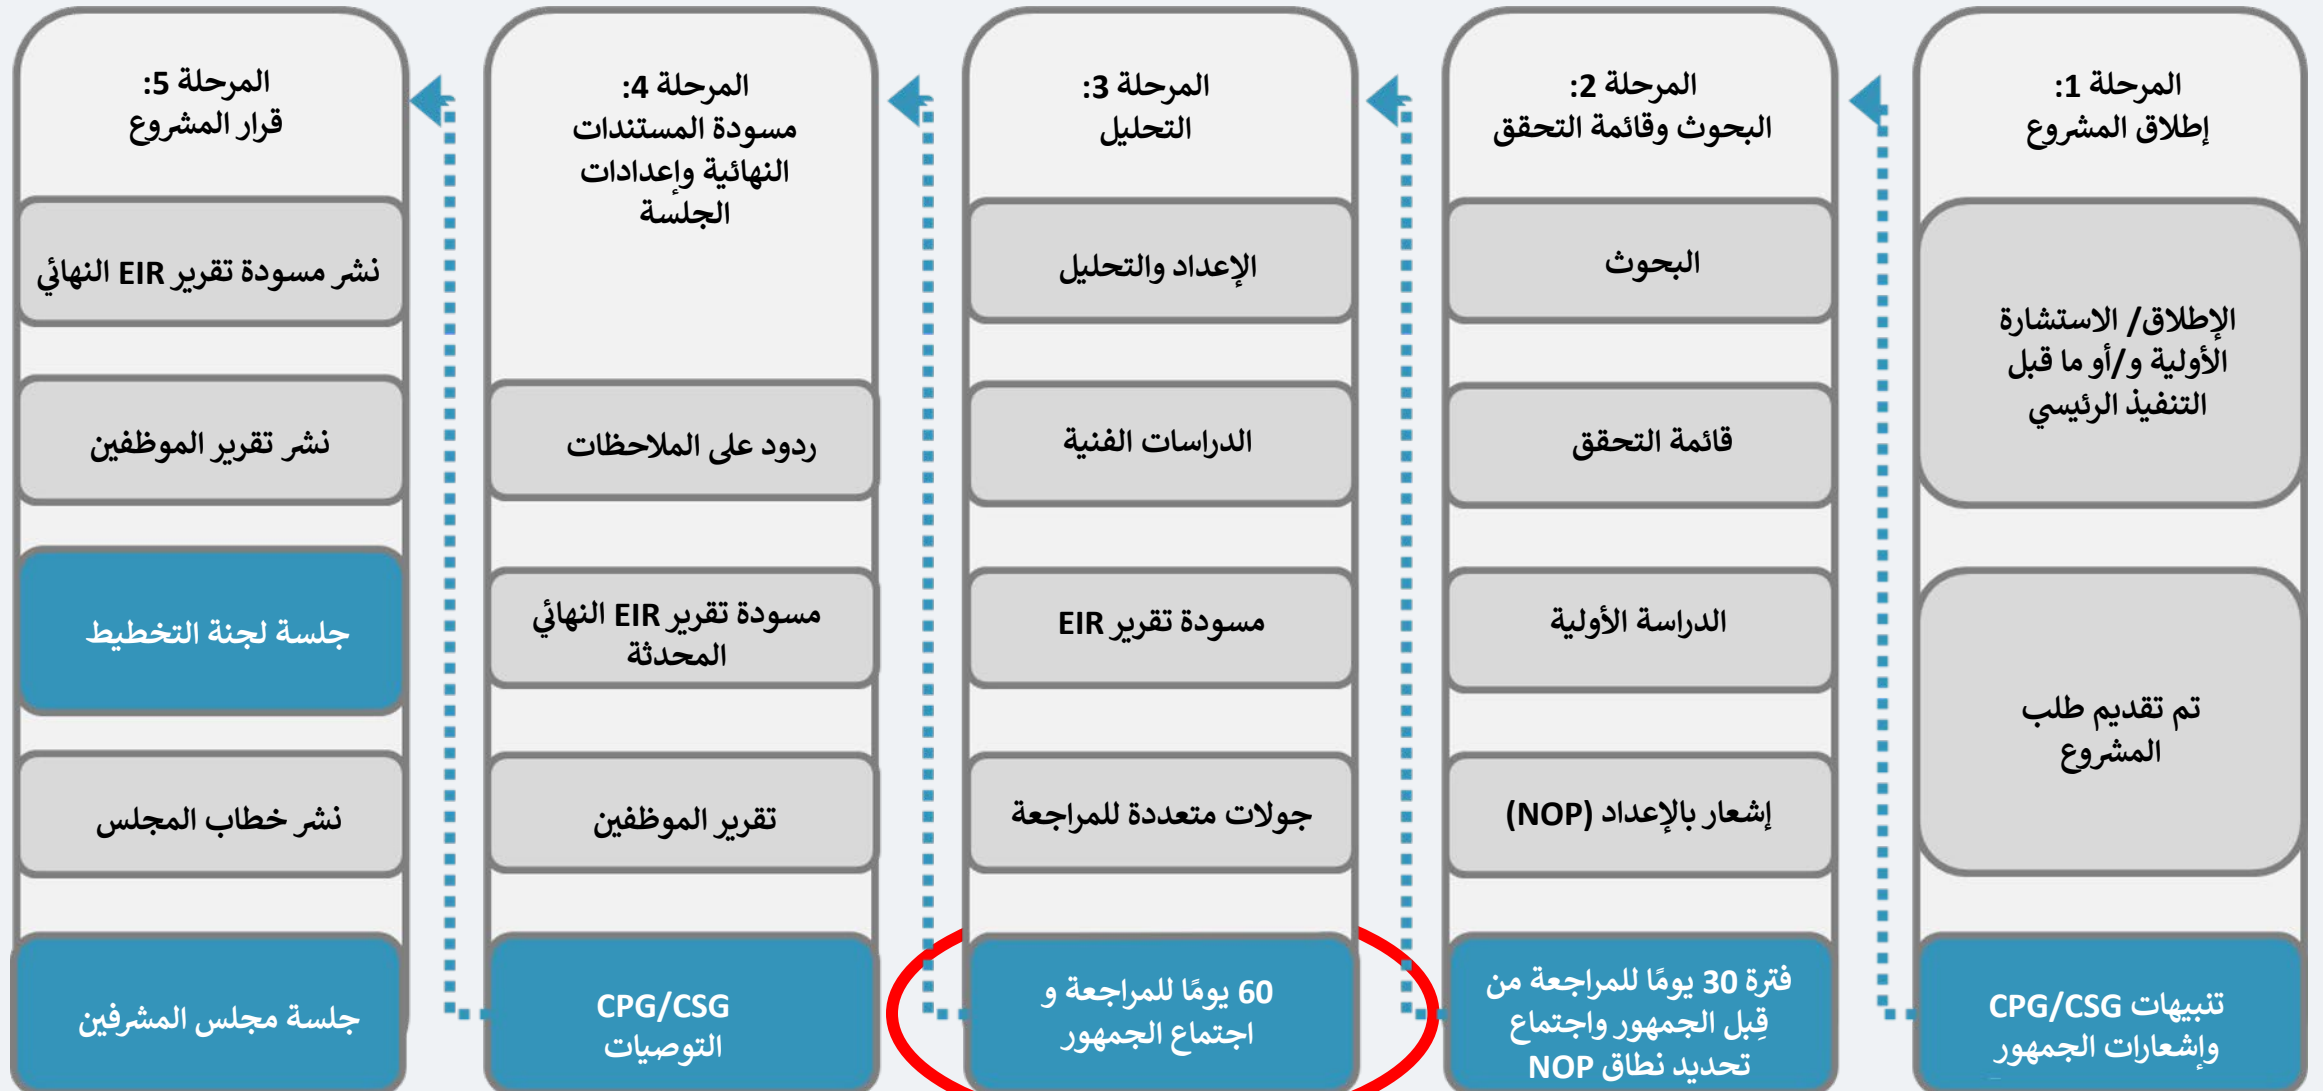 المرحلة 1:
إطلاق المشروع
الإطلاق/ الاستشارة
الأولية و/أو ما قبل
التنفيذ الرئيسي
تم تقديم طلب
المشروع
تنبيهات CPG/CSG
وإشعارات الجمهور
المرحلة 2:
البحوث وقائمة التحقق
البحوث
قائمة التحقق
الدراسة الأولية
إشعار بالإعداد (NOP)
فترة 30 يومًا للمراجعة من
قِبل الجمهور واجتماع
تحديد نطاق NOP
المرحلة 3:
التحليل
الإعداد والتحليل
الدراسات الفنية
مسودة تقرير EIR
جولات متعددة للمراجعة
60 يومًا للمراجعة و
اجتماع الجمهور
المرحلة 4:
مسودة المستندات
النهائية وإعدادات
الجلسة
ردود على الملاحظات
مسودة تقرير EIR النهائي
المحدثة
تقرير الموظفين
CPG/CSG
التوصيات
المرحلة 5:
قرار المشروع
نشر مسودة تقرير EIR النهائي
نشر تقرير الموظفين
جلسة لجنة التخطيط
نشر خطاب المجلس
جلسة مجلس المشرفين